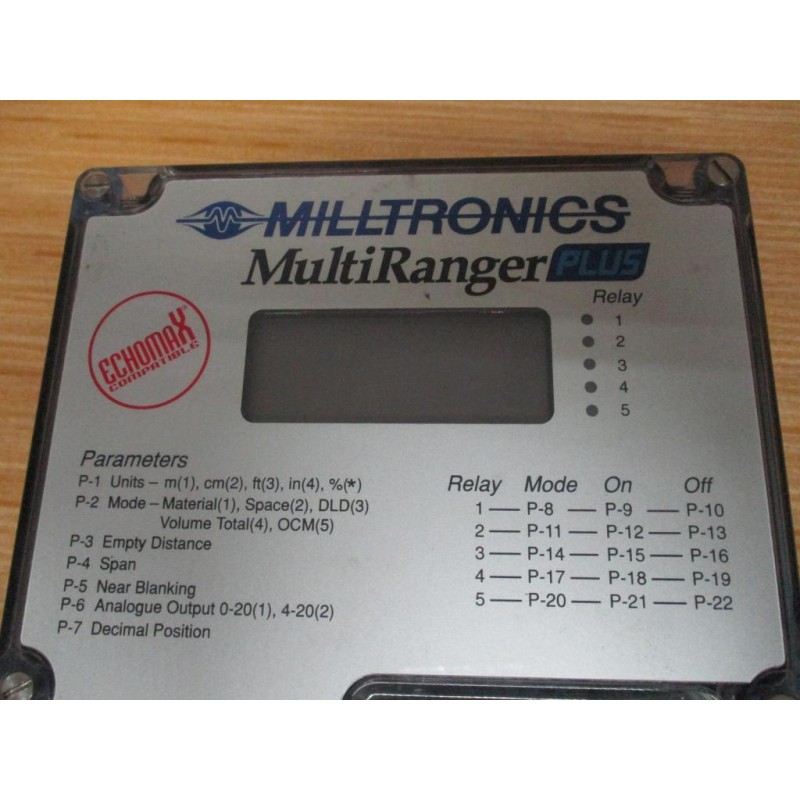 MILLTRONICS
MultiRanger PLUS
ECHOMAX
COMPATIBLE
Relay
1
2
3
4
5
Parameters
P-1 Units – m(1), cm(2), ft(3), in(4), %(*)
P-2 Mode – Material(1), Space(2), DLD(3)
Volume Total(4), OCM(5)
P-3 Empty Distance
P-4 Span
P-5 Near Blanking
P-6 Analogue Output 0-20(1), 4-20(2)
P-7 Decimal Position
Relay Mode On Off
1 — P-8 — P-9 — P-10
2 — P-11 — P-12 — P-13
3 — P-14 — P-15 — P-16
4 — P-17 — P-18 — P-19
5 — P-20 — P-21 — P-22